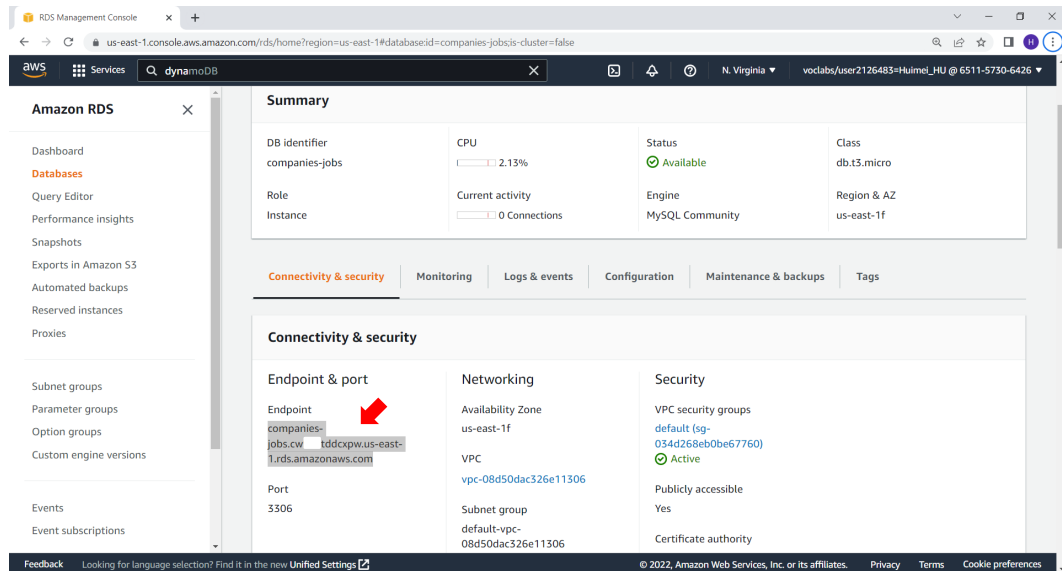 RDS Management Console
us-east-1.console.aws.amazon.com/rds/home?region=us-east-1#database:id=companies-jobs;is-cluster=false
H
aws
Services
dynamoDB
N. Virginia
voclabs/user2126483=Huimei_HU @ 6511-5730-6426
Amazon RDS
Dashboard
Databases
Query Editor
Performance insights
Snapshots
Exports in Amazon S3
Automated backups
Reserved instances
Proxies
Subnet groups
Parameter groups
Option groups
Custom engine versions
Events
Event subscriptions
Summary
DB identifier
companies-jobs
CPU
2.13%
Status
Available
Class
db.t3.micro
Role
Instance
Current activity
0 Connections
Engine
MySQL Community
Region & AZ
us-east-1f
Connectivity & security
Monitoring
Logs & events
Configuration
Maintenance & backups
Tags
Connectivity & security
Endpoint & port
Endpoint
companies-
jobs.cw tddcxpw.us-east-
1.rds.amazonaws.com
Port
3306
Networking
Availability Zone
us-east-1f
VPC
vpc-08d50dac326e11306
Subnet group
default-vpc-
08d50dac326e11306
Security
VPC security groups
default (sg-
034d268eb0be67760)
Active
Publicly accessible
Yes
Certificate authority
Feedback
Looking for language selection? Find it in the new Unified Settings
© 2022, Amazon Web Services, Inc. or its affiliates.
Privacy
Terms
Cookie preferences